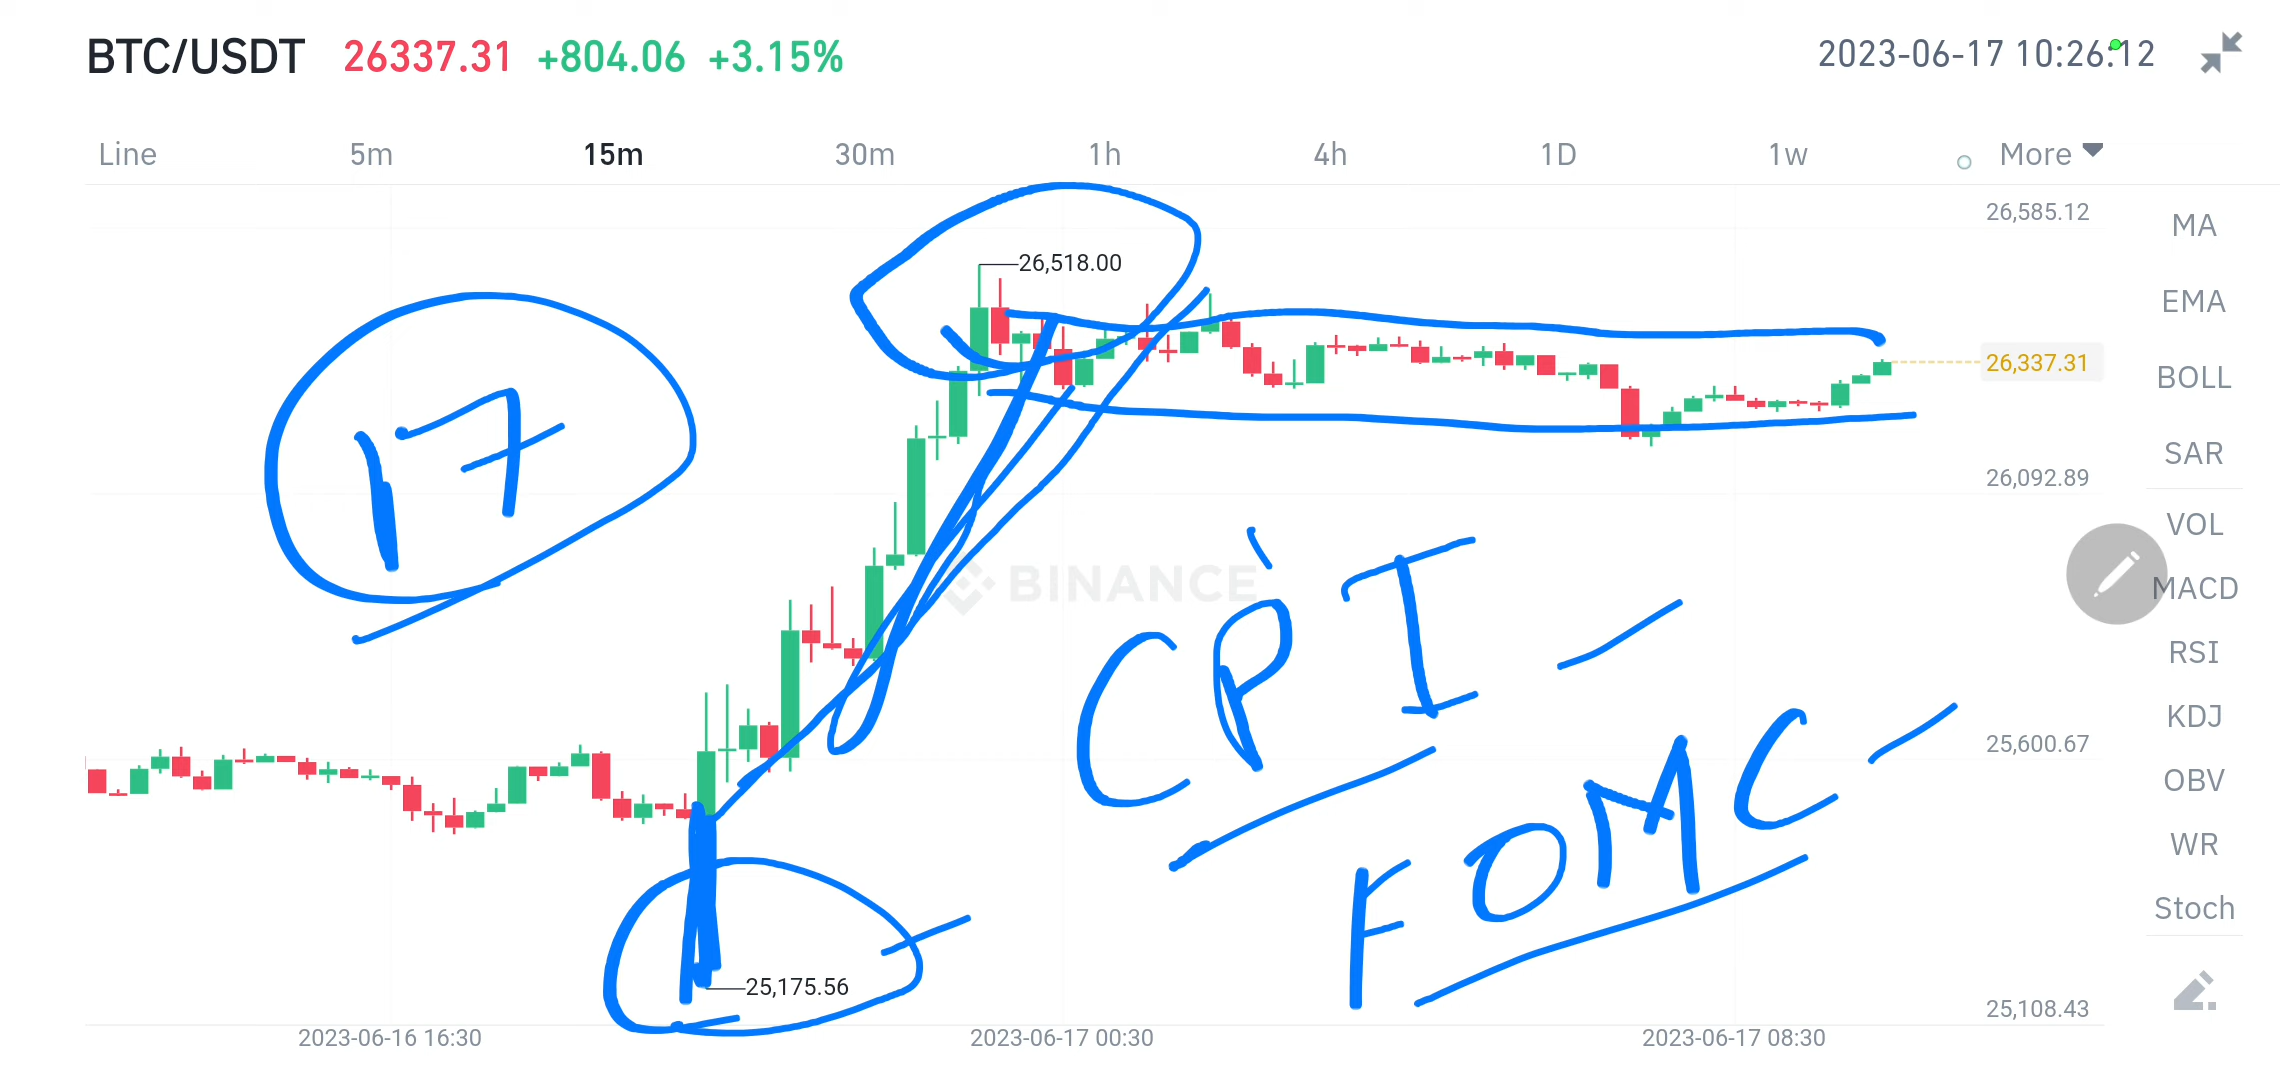 BTC/USDT 26337.31 +804.06 +3.15% 2023-06-17 10:26:12
Line 5m 15m 30m 1h 4h 1D 1w More
26,585.12
MA
26,518.00
EMA
26,337.31
BOLL
17
SAR
26,092.89
VOL
BINANCE
MACD
CPI -
RSI
KDJ
25,600.67
FOMC -
OBV
WR
Stoch
25,175.56
25,108.43
2023-06-16 16:30 2023-06-17 00:30 2023-06-17 08:30